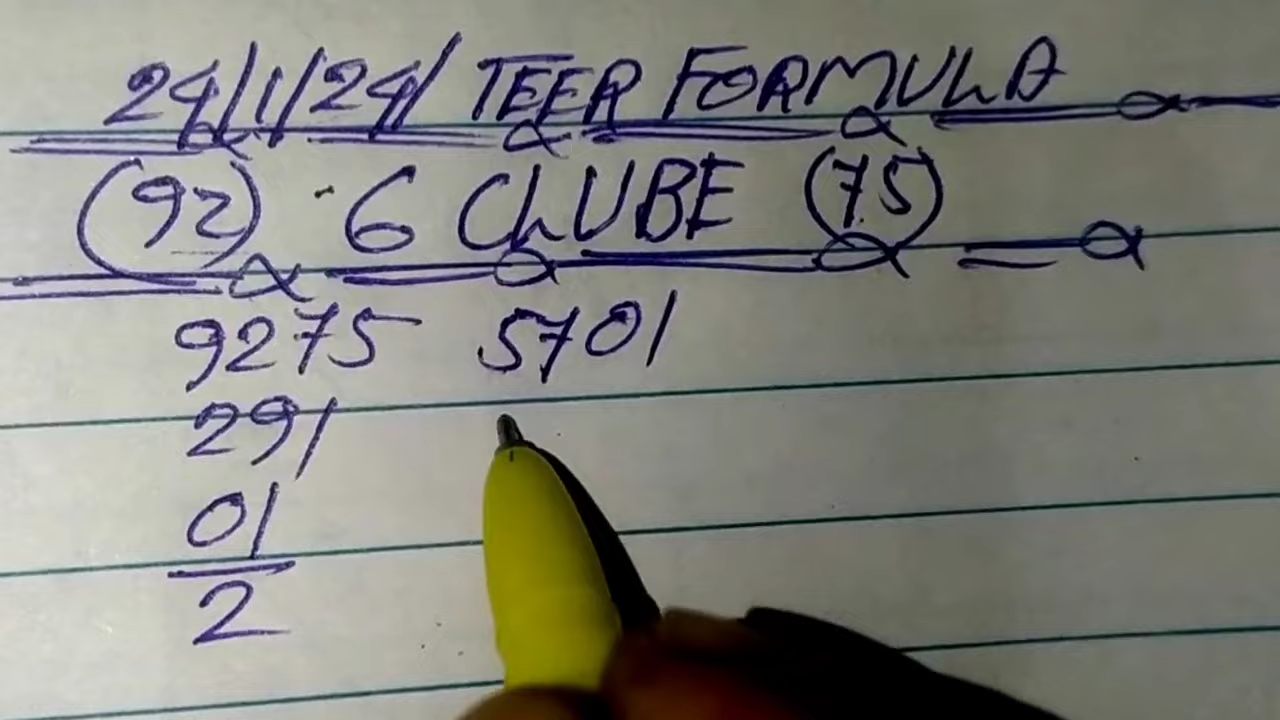 24/1/24/ TEER FORMULA
(92) 6 CLUBE (75)
9275 5701
291
01
2